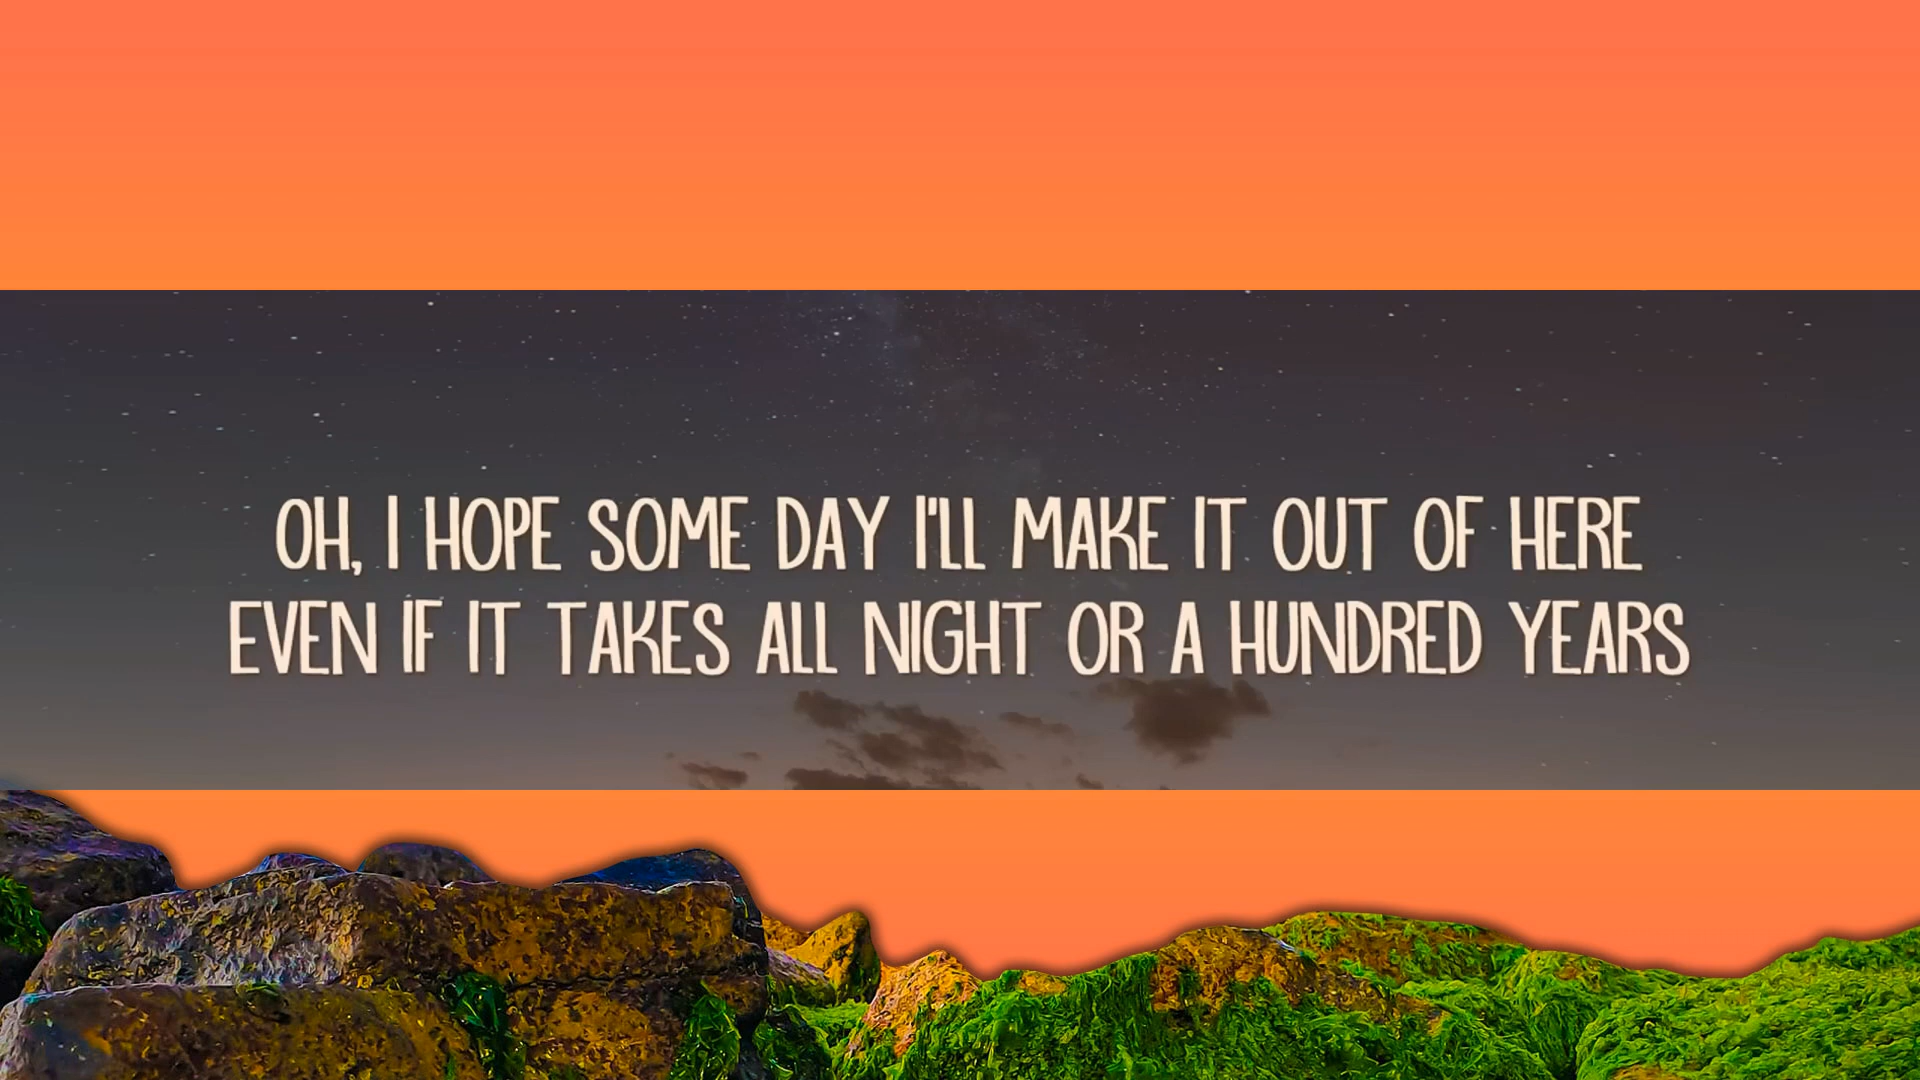 OH, I HOPE SOME DAY I'LL MAKE IT OUT OF HERE
EVEN IF IT TAKES ALL NIGHT OR A HUNDRED YEARS